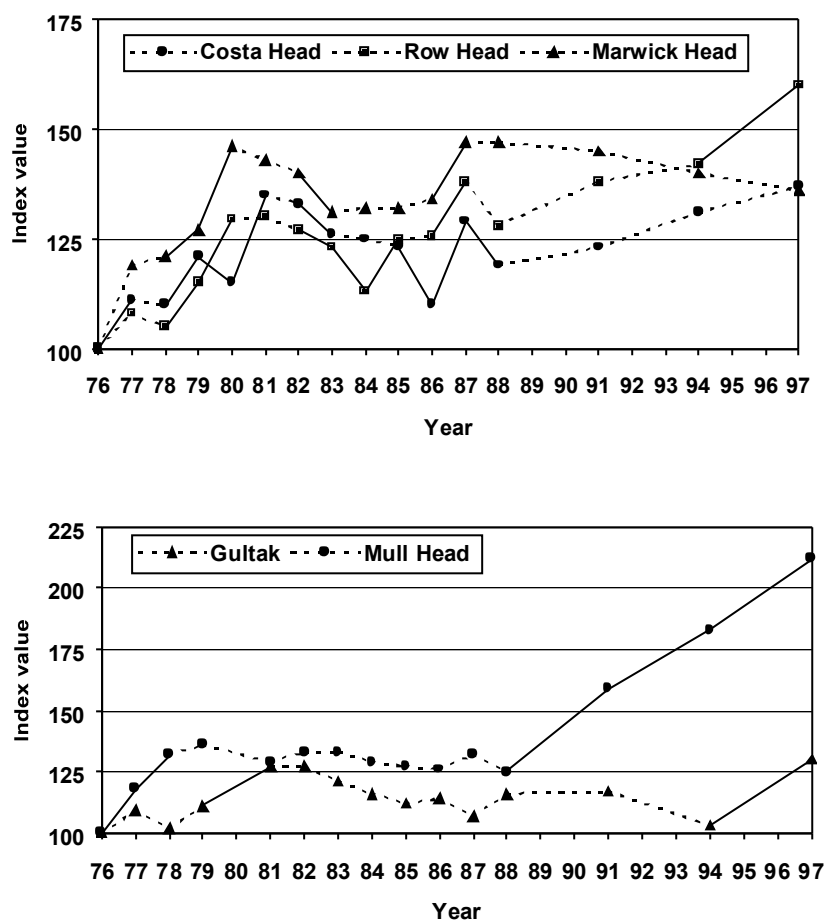 175
Costa Head Row Head Marwick Head
150
Index value
125
100
76 77 78 79 80 81 82 83 84 85 86 87 88 89 90 91 92 93 94 95 96 97
Year
225
Gultak Mull Head
200
175
Index value
150
125
100
76 77 78 79 80 81 82 83 84 85 86 87 88 89 90 91 92 93 94 95 96 97
Year